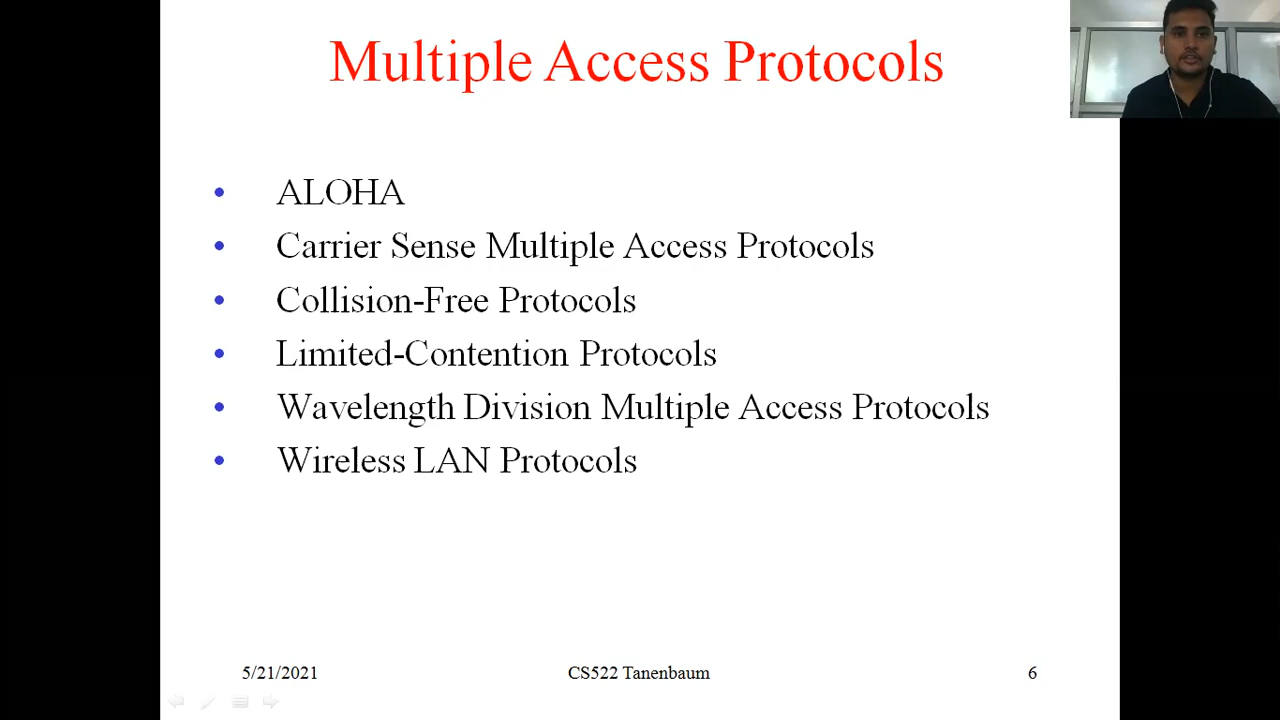 Multiple Access Protocols
• ALOHA
• Carrier Sense Multiple Access Protocols
• Collision-Free Protocols
• Limited-Contention Protocols
• Wavelength Division Multiple Access Protocols
• Wireless LAN Protocols
5/21/2021 CS522 Tanenbaum 6